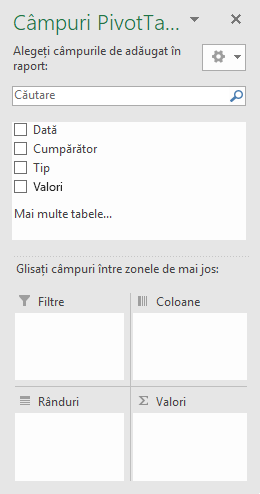 Câmpuri PivotTa...
Alegeți câmpurile de adăugat în
raport:
Căutare
Dată
Cumpărător
Tip
Valori
Mai multe tabele...
Glisați câmpuri între zonele de mai jos:
Filtre
Coloane
Rânduri
Σ Valori